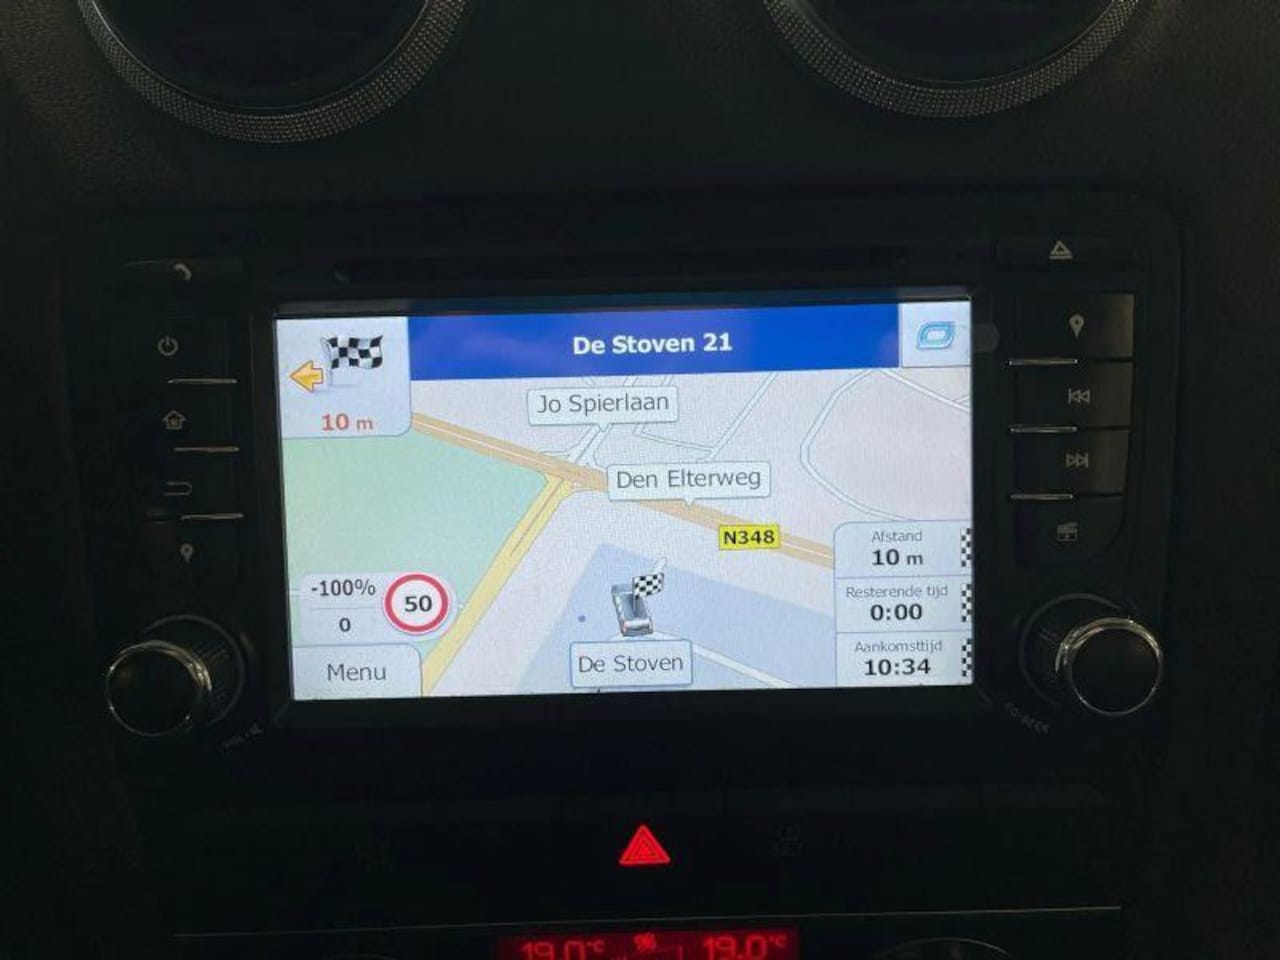 De Stoven 21
10 m
Jo Spierlaan
Den Elterweg
N348
Afstand
10 m
Resterende tijd
0:00
Aankomsttijd
10:34
-100%
0
50
Menu
De Stoven
19.0°C
19.0°C